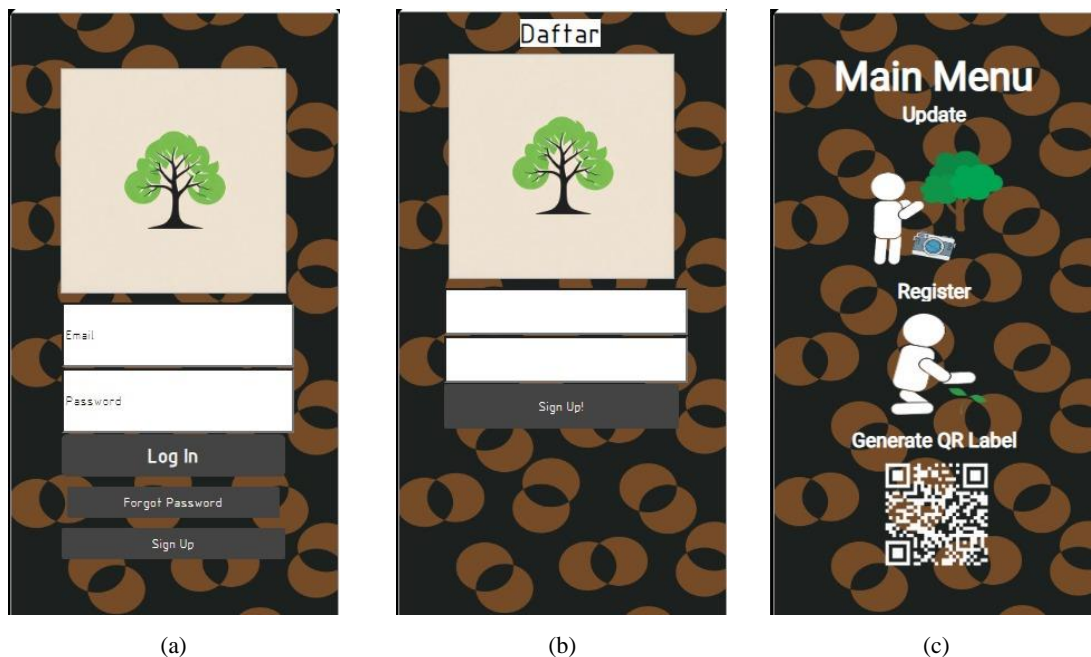 Email
Password
Log In
Forgot Password
Sign Up
(a)
Daftar
Sign Up!
(b)
Main Menu
Update
Register
Generate QR Label
(c)